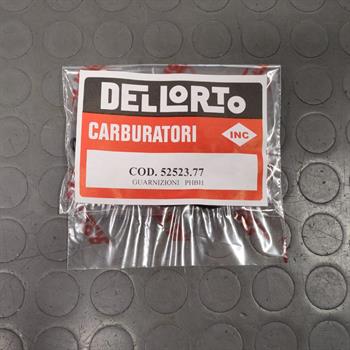 DELLORTO
CARBURATORI
INC
COD. 52523.77
GUARNIZIONI PHBH